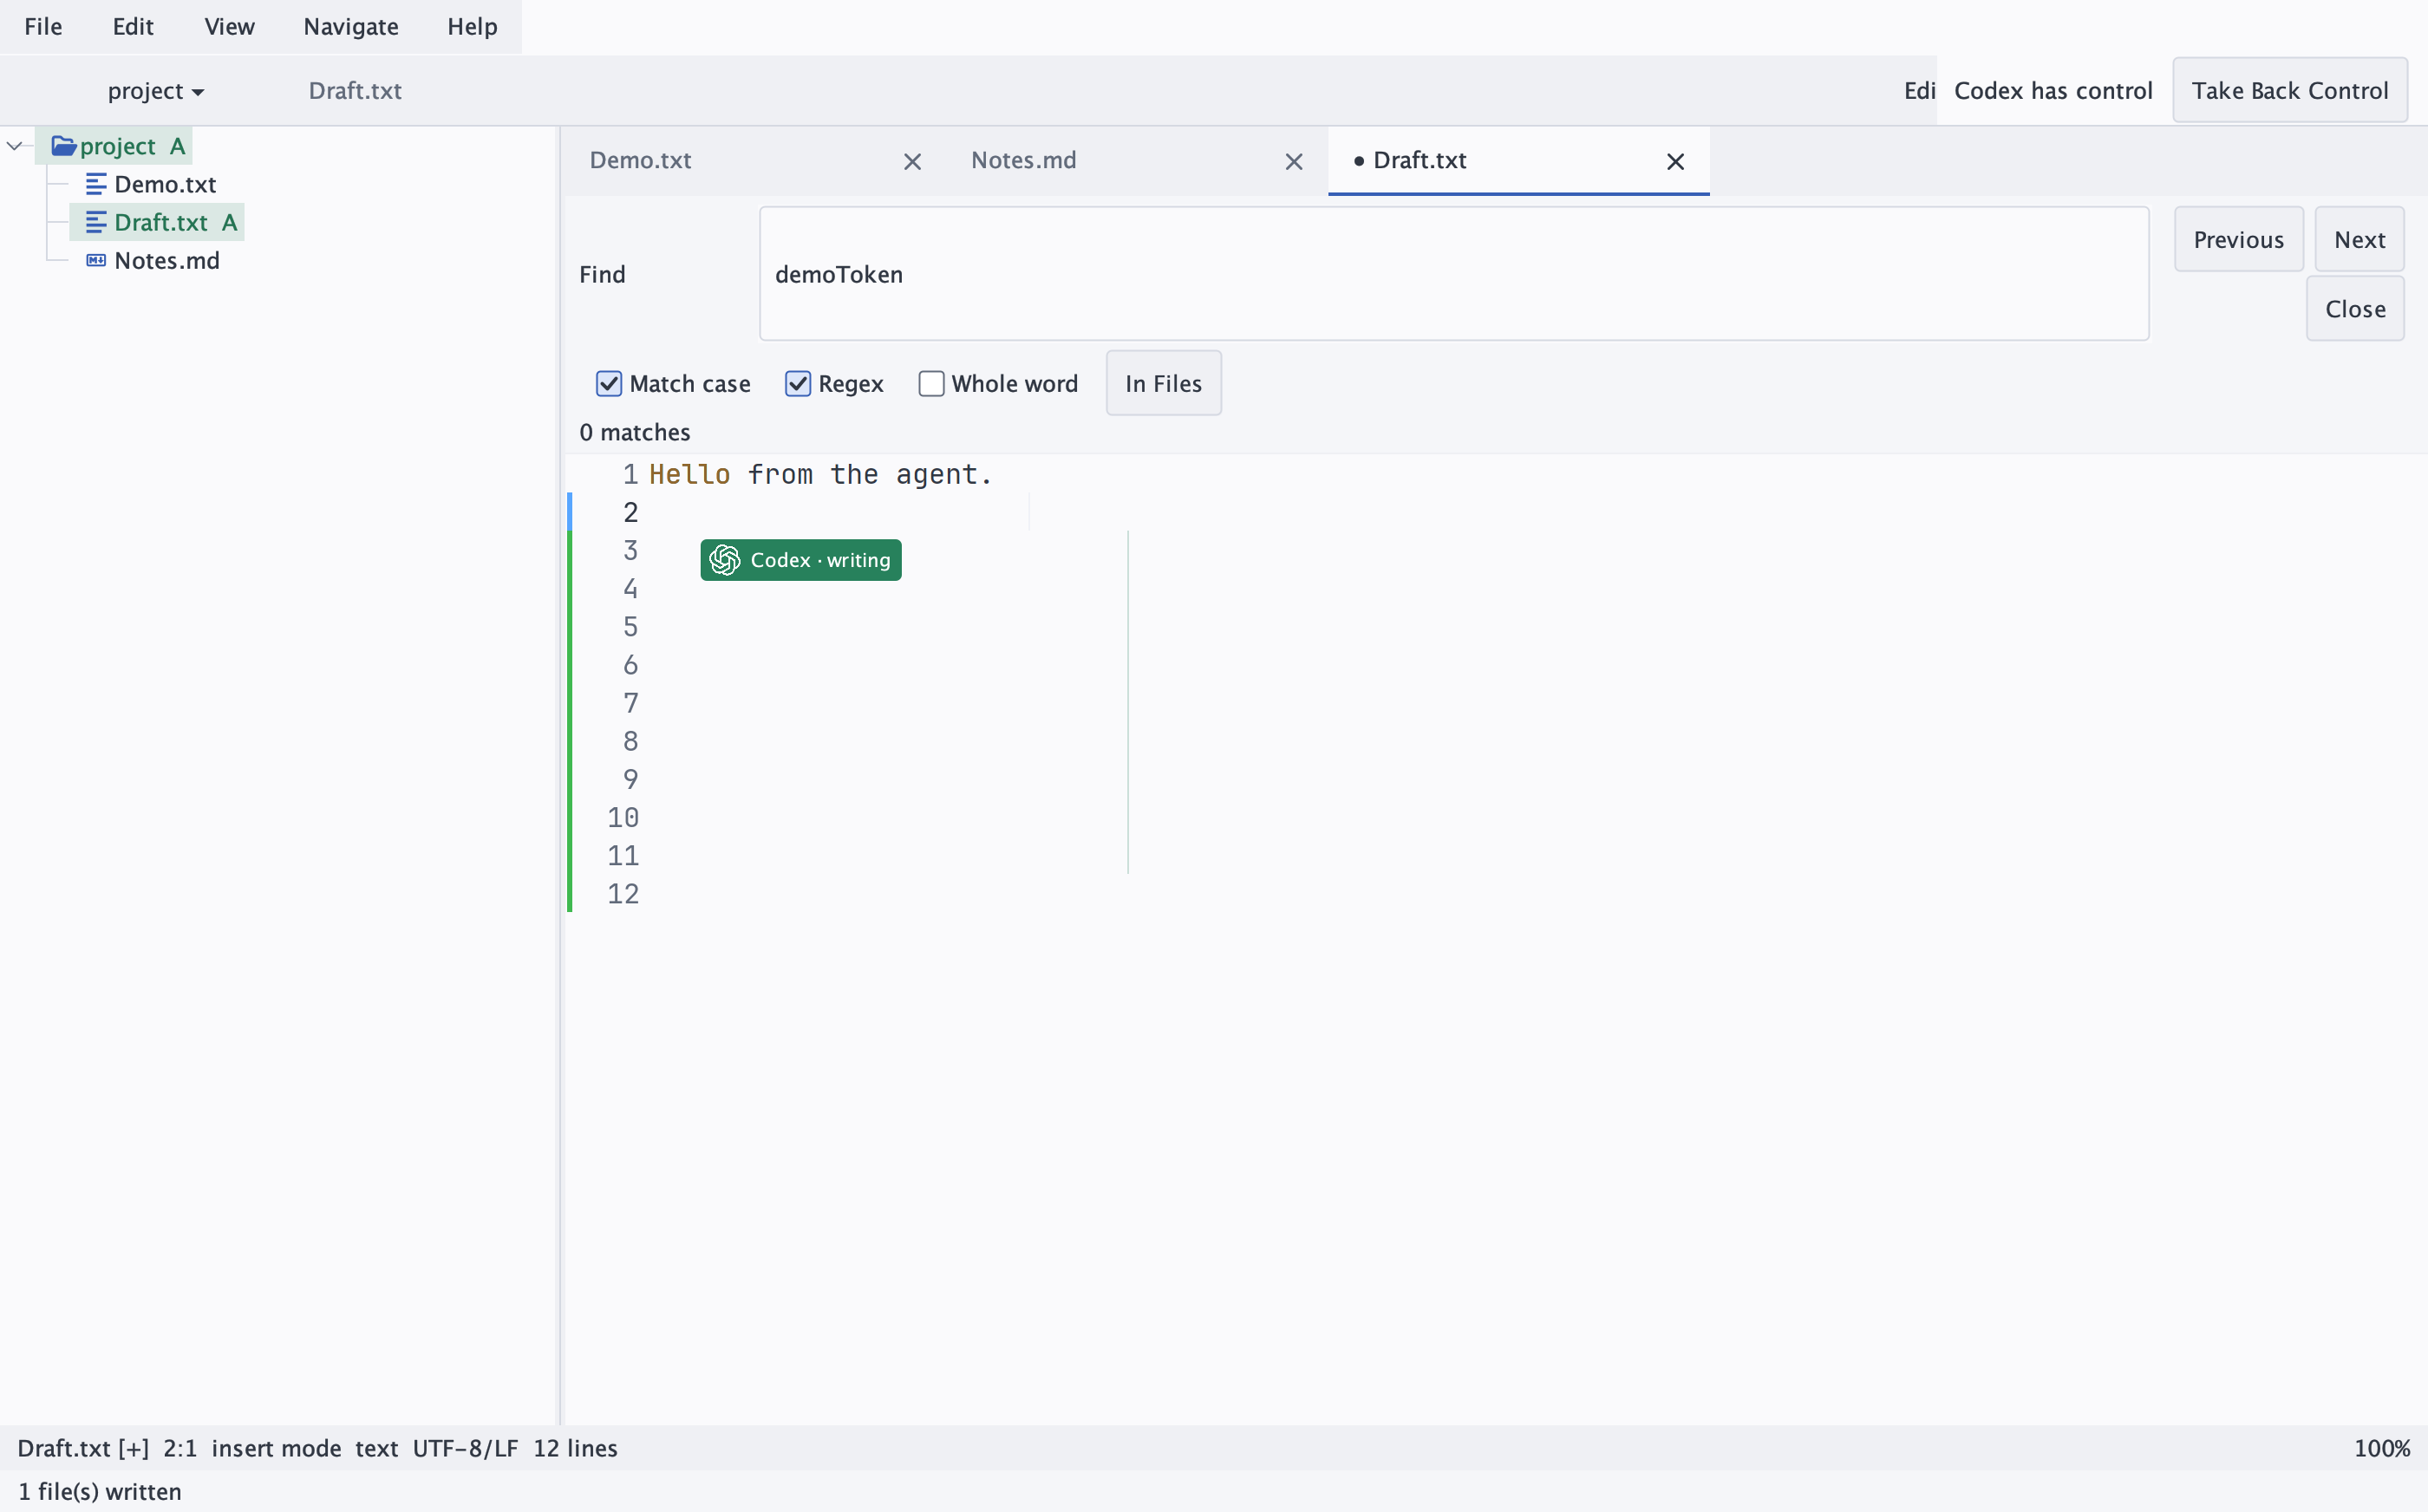 File Edit View Navigate Help
project Draft.txt Edi Codex has control Take Back Control
project A
Demo.txt
Draft.txt A
Notes.md
Demo.txt Notes.md Draft.txt
Find demoToken Previous Next
Close
Match case Regex Whole word In Files
0 matches
1 Hello from the agent.
2
3 Codex · writing
4
5
6
7
8
9
10
11
12
Draft.txt [+] 2:1 insert mode text UTF-8/LF 12 lines 100%
1 file(s) written